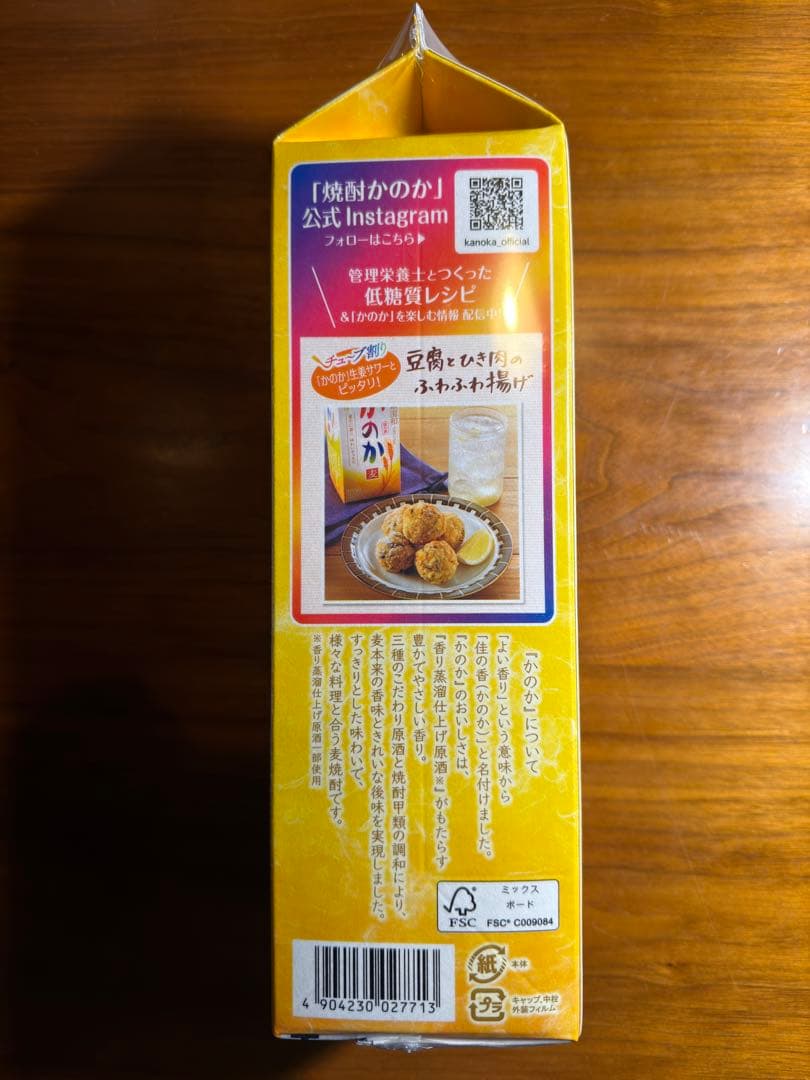 「焼酎かのか」
公式Instagram
フォローはこちら▶
kanoka_official
管理栄養士とつくった
低糖質レシピ
&「かのか」を楽しむ情報 配信中!
チューブ割り
「かのか」生姜サワーと
ピッタリ!
豆腐とひき肉の
ふわふわ揚げ
かのか
麦
『かのか』について
「よい香り」という意味から
「佳の香(かのか)」と名付けました。
『かのか』のおいしさは、
『香り蒸溜仕上げ原酒※』がもたらす
豊かでやさしい香り。
三種のこだわり原酒と焼酎甲類の調和により、
麦本来の香味ときれいな後味を実現しました。
すっきりとした味わいで、
様々な料理と合う麦焼酎です。
※香り蒸溜仕上げ原酒一部使用
FSC
ミックス
ボード
FSC® C009084
4 904230 027713
紙 本体
プラ キャップ、中栓
外装フィルム